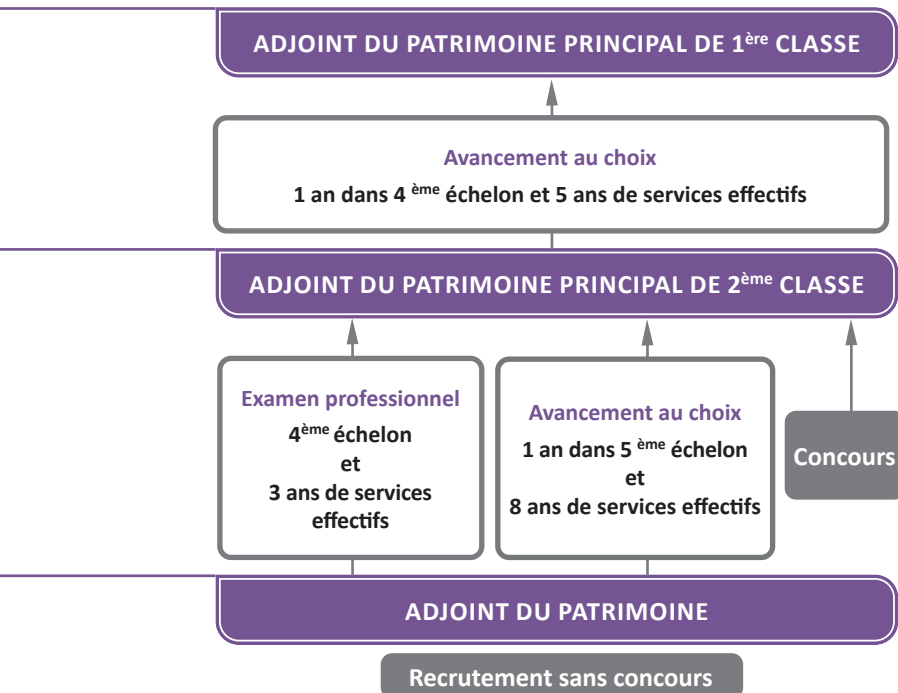 ADJOINT DU PATRIMOINE PRINCIPAL DE 1ère CLASSE
Avancement au choix
1 an dans 4 ème échelon et 5 ans de services effectifs
ADJOINT DU PATRIMOINE PRINCIPAL DE 2ème CLASSE
Examen professionnel
4ème échelon
et
3 ans de services
effectifs
Avancement au choix
1 an dans 5 ème échelon
et
8 ans de services effectifs
Concours
ADJOINT DU PATRIMOINE
Recrutement sans concours